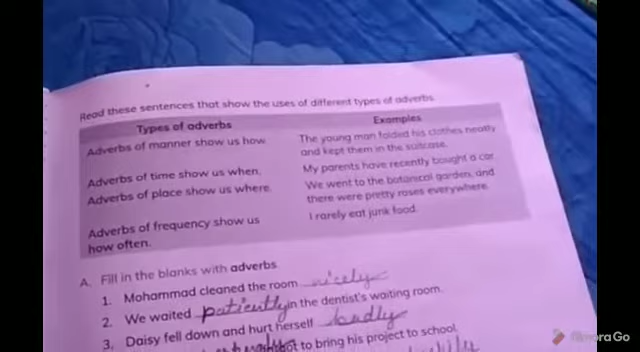 Read these sentences that show the uses of different types of adverbs.
Types of adverbs Examples
Adverbs of manner show us how. The young man folded his clothes neatly
and kept them in the suitcase.
Adverbs of time show us when. My parents have recently bought a car.
Adverbs of place show us where. We went to the botanical garden, and
there were pretty roses everywhere.
Adverbs of frequency show us I rarely eat junk food.
how often.
A. Fill in the blanks with adverbs
1. Mohammad cleaned the room nicely
2. We waited patiently in the dentist's waiting room.
3. Daisy fell down and hurt herself badly
to bring his project to school